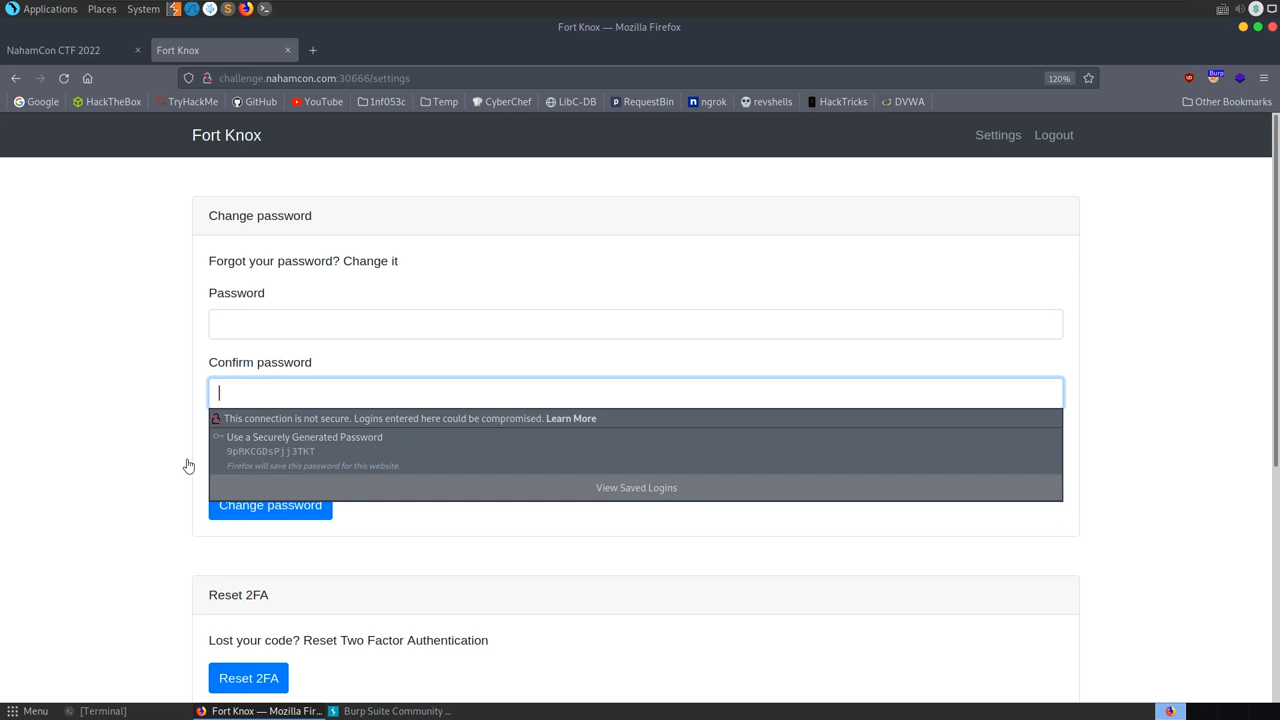 Applications Places System
Fort Knox — Mozilla Firefox
NahamCon CTF 2022
Fort Knox
challenge.nahamcon.com:30666/settings
120%
Burp
Google HackTheBox TryHackMe GitHub YouTube 1nf053c Temp CyberChef LibC-DB RequestBin ngrok revshells HackTricks DVWA Other Bookmarks
Fort Knox
Settings Logout
Change password
Forgot your password? Change it
Password
Confirm password
This connection is not secure. Logins entered here could be compromised. Learn More
Use a Securely Generated Password
9pRKCGDsPjj3TKT
Firefox will save this password for this website.
View Saved Logins
Change password
Reset 2FA
Lost your code? Reset Two Factor Authentication
Reset 2FA
Menu [Terminal] Fort Knox — Mozilla Fir... Burp Suite Community ...